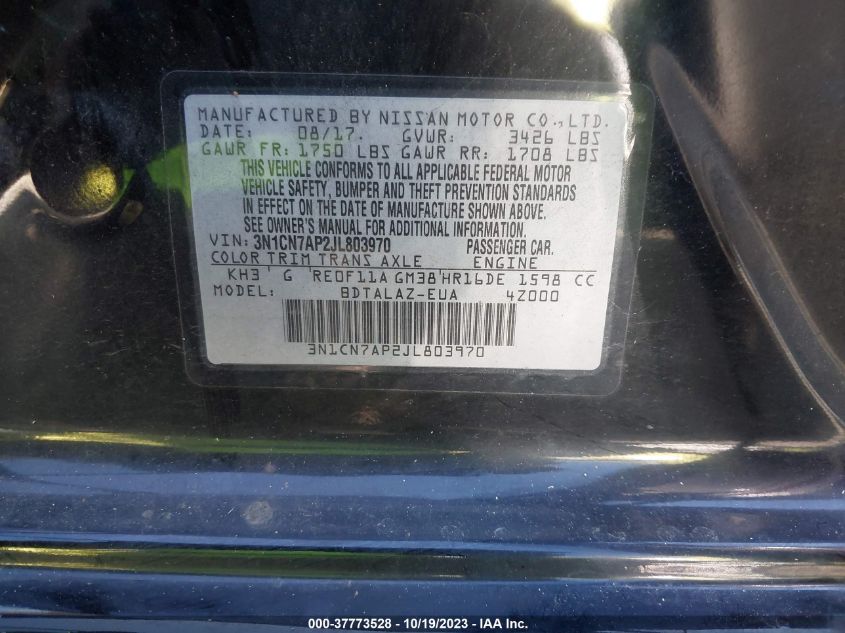 MANUFACTURED BY NISSAN MOTOR CO.,LTD.
DATE: 08/17. GVWR: 3426 LBS
GAWR FR: 1750 LBS GAWR RR: 1708 LBS
THIS VEHICLE CONFORMS TO ALL APPLICABLE FEDERAL MOTOR
VEHICLE SAFETY, BUMPER AND THEFT PREVENTION STANDARDS
IN EFFECT ON THE DATE OF MANUFACTURE SHOWN ABOVE.
SEE OWNER'S MANUAL FOR ADDITIONAL INFORMATION.
VIN: 3N1CN7AP2JL803970 PASSENGER CAR.
COLOR TRIM TRANS AXLE ENGINE
KH3 G RE0F11A GM38 HR16DE 1598 CC
MODEL: BDTALAZ-EUA 4Z000
3N1CN7AP2JL803970
000-37773528 - 10/19/2023 - © IAA Inc.